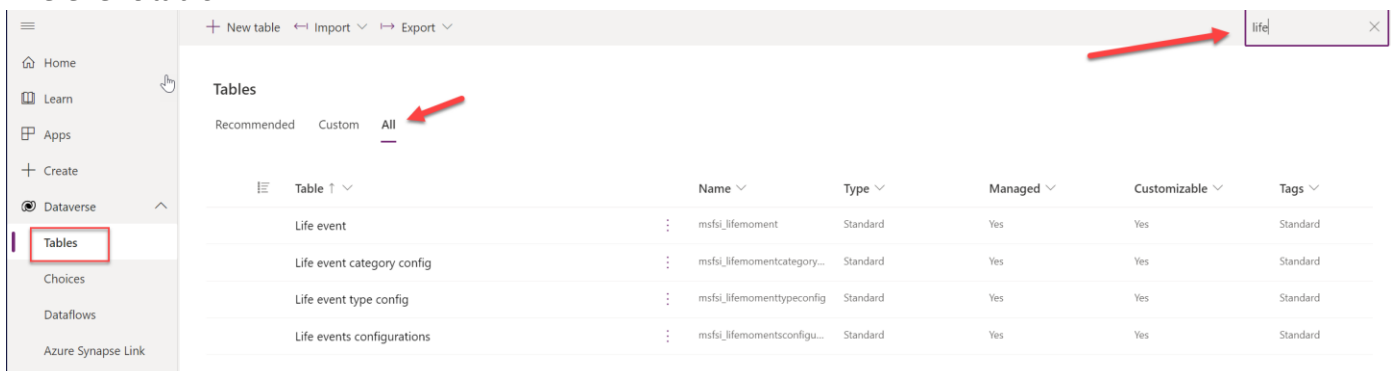 New table Import Export life
Home
Learn
Apps
Create
Dataverse
Tables
Choices
Dataflows
Azure Synapse Link
Tables
Recommended Custom All
Table Name Type Managed Customizable Tags
Life event msfsi_lifemoment Standard Yes Yes Standard
Life event category config msfsi_lifemomentcategory... Standard Yes Yes Standard
Life event type config msfsi_lifemomenttypeconfig Standard Yes Yes Standard
Life events configurations msfsi_lifemomentsconfigu... Standard Yes Yes Standard